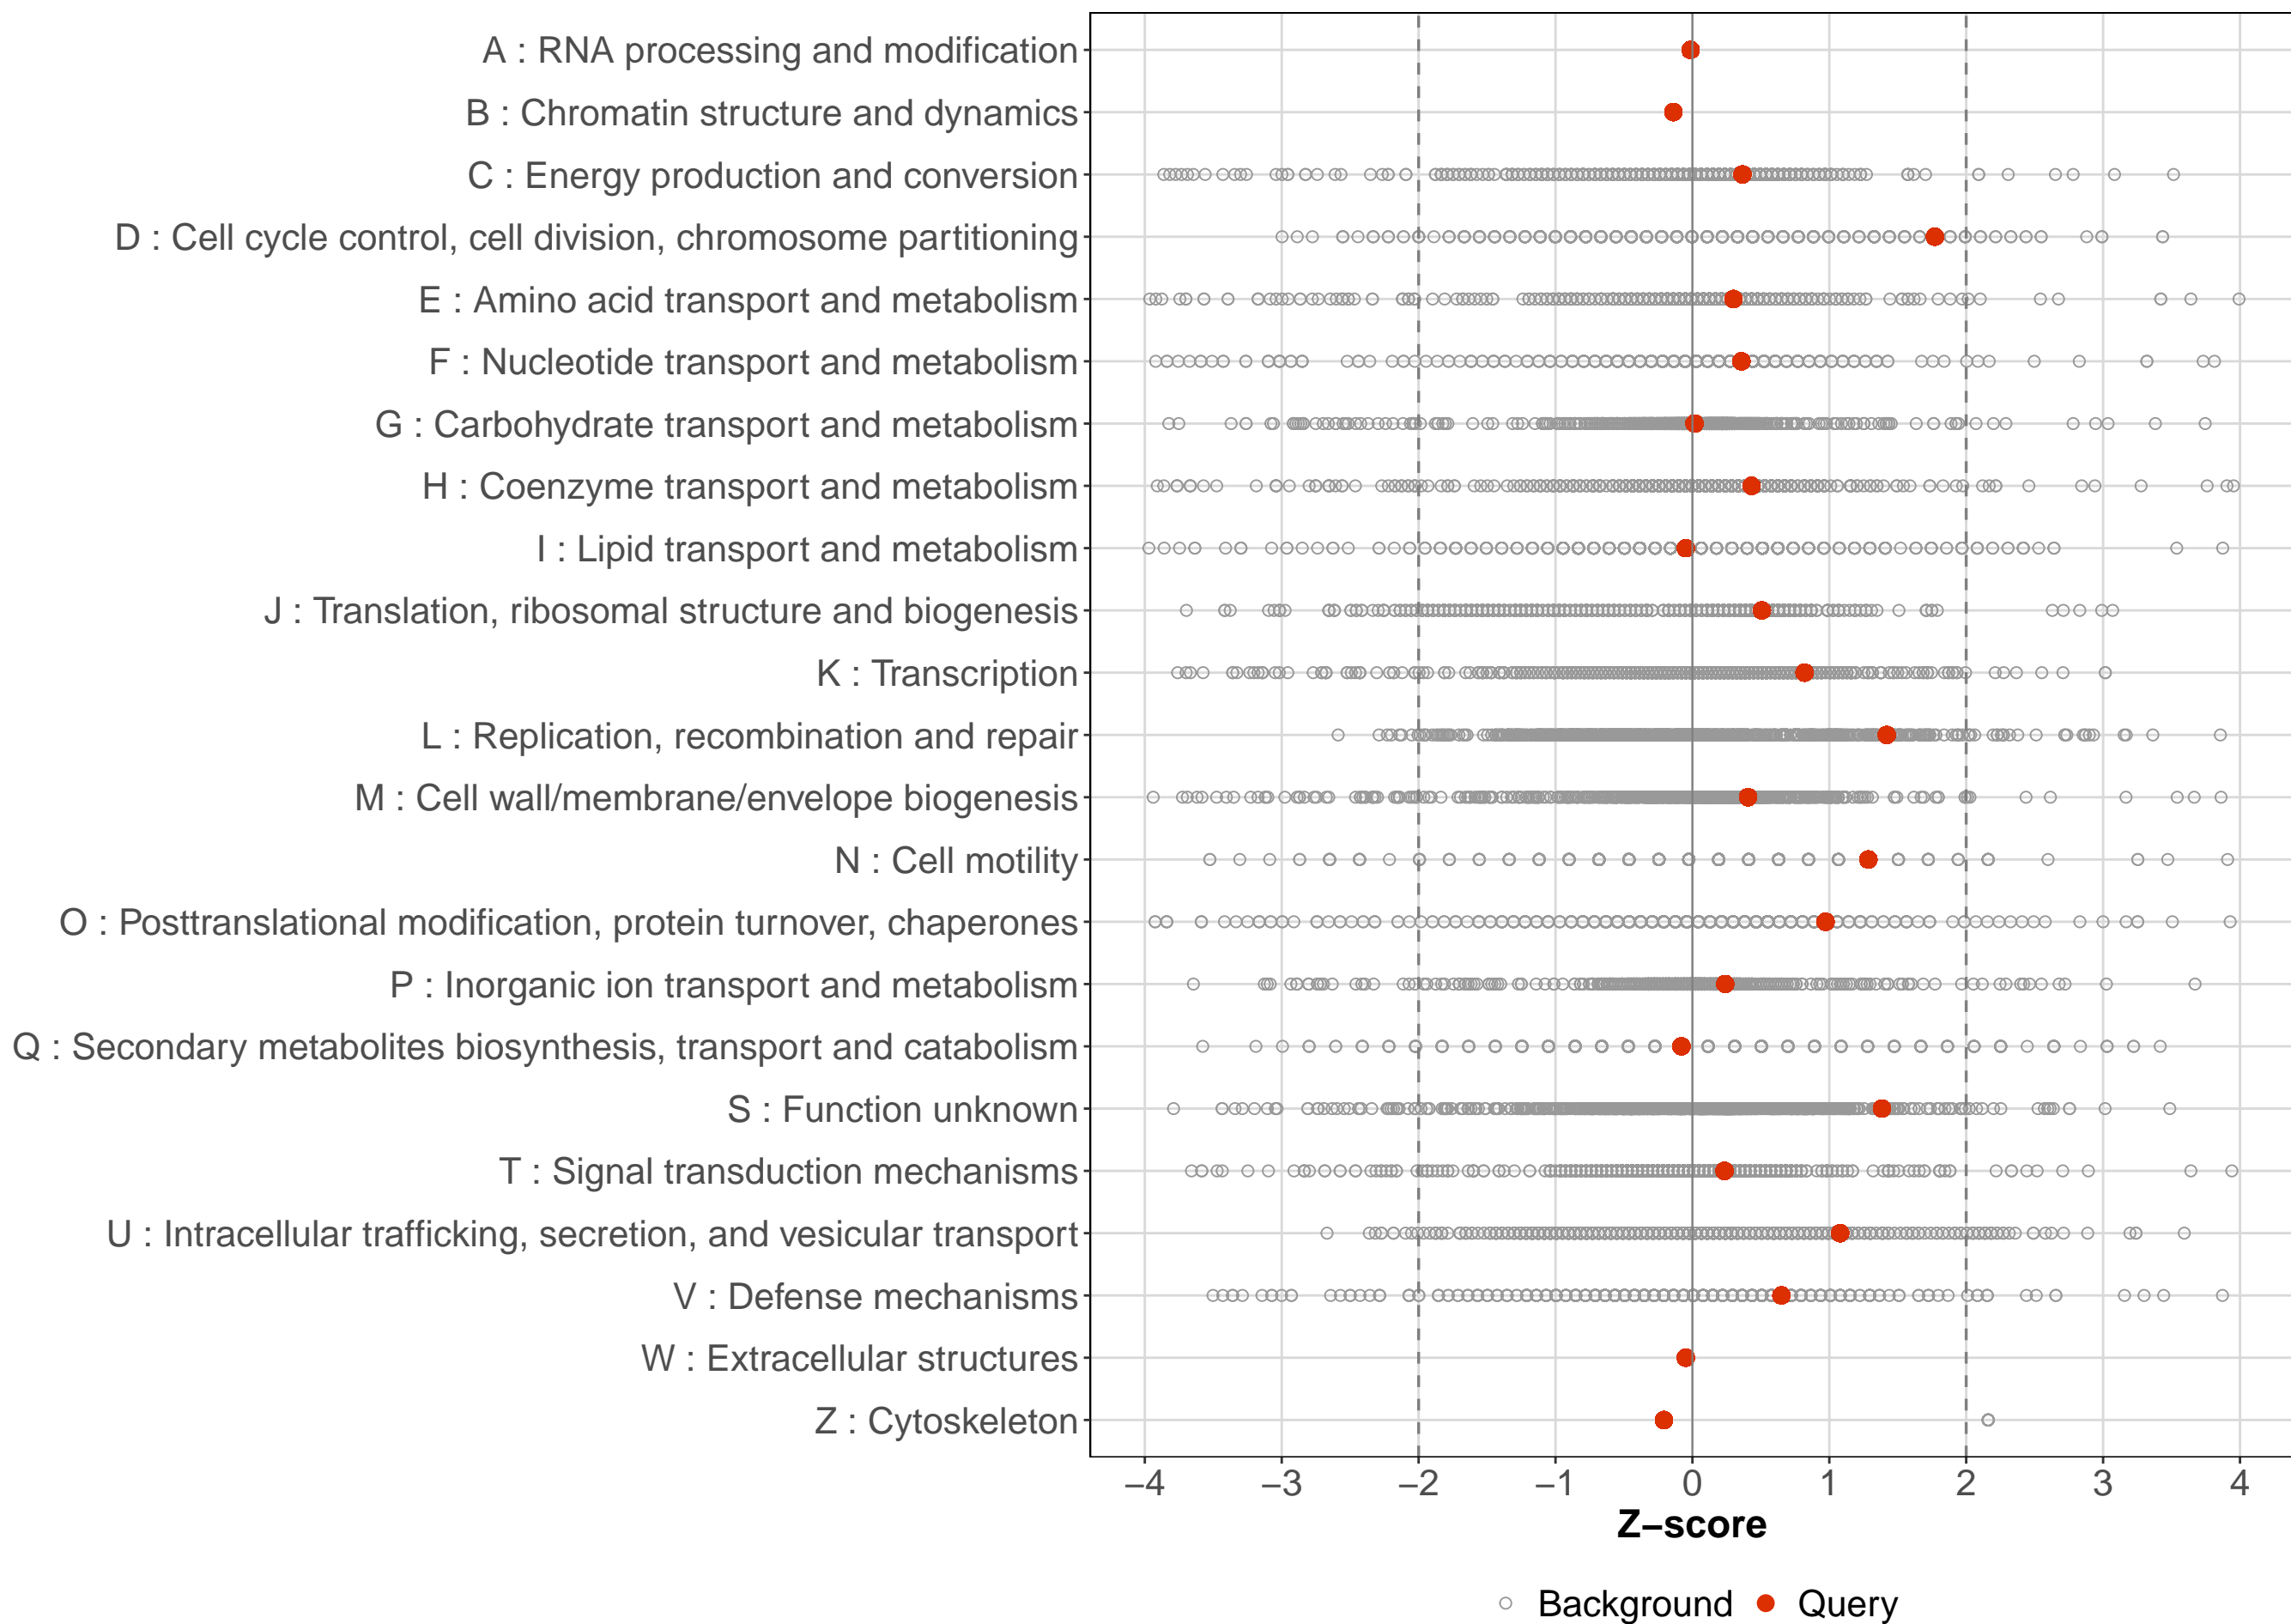 A : RNA processing and modification
B : Chromatin structure and dynamics
C : Energy production and conversion
D : Cell cycle control, cell division, chromosome partitioning
E : Amino acid transport and metabolism
F : Nucleotide transport and metabolism
G : Carbohydrate transport and metabolism
H : Coenzyme transport and metabolism
I : Lipid transport and metabolism
J : Translation, ribosomal structure and biogenesis
K : Transcription
L : Replication, recombination and repair
M : Cell wall/membrane/envelope biogenesis
N : Cell motility
O : Posttranslational modification, protein turnover, chaperones
P : Inorganic ion transport and metabolism
Q : Secondary metabolites biosynthesis, transport and catabolism
S : Function unknown
T : Signal transduction mechanisms
U : Intracellular trafficking, secretion, and vesicular transport
V : Defense mechanisms
W : Extracellular structures
Z : Cytoskeleton
−4 −3 −2 −1 0 1 2 3 4
Z−score
Background Query